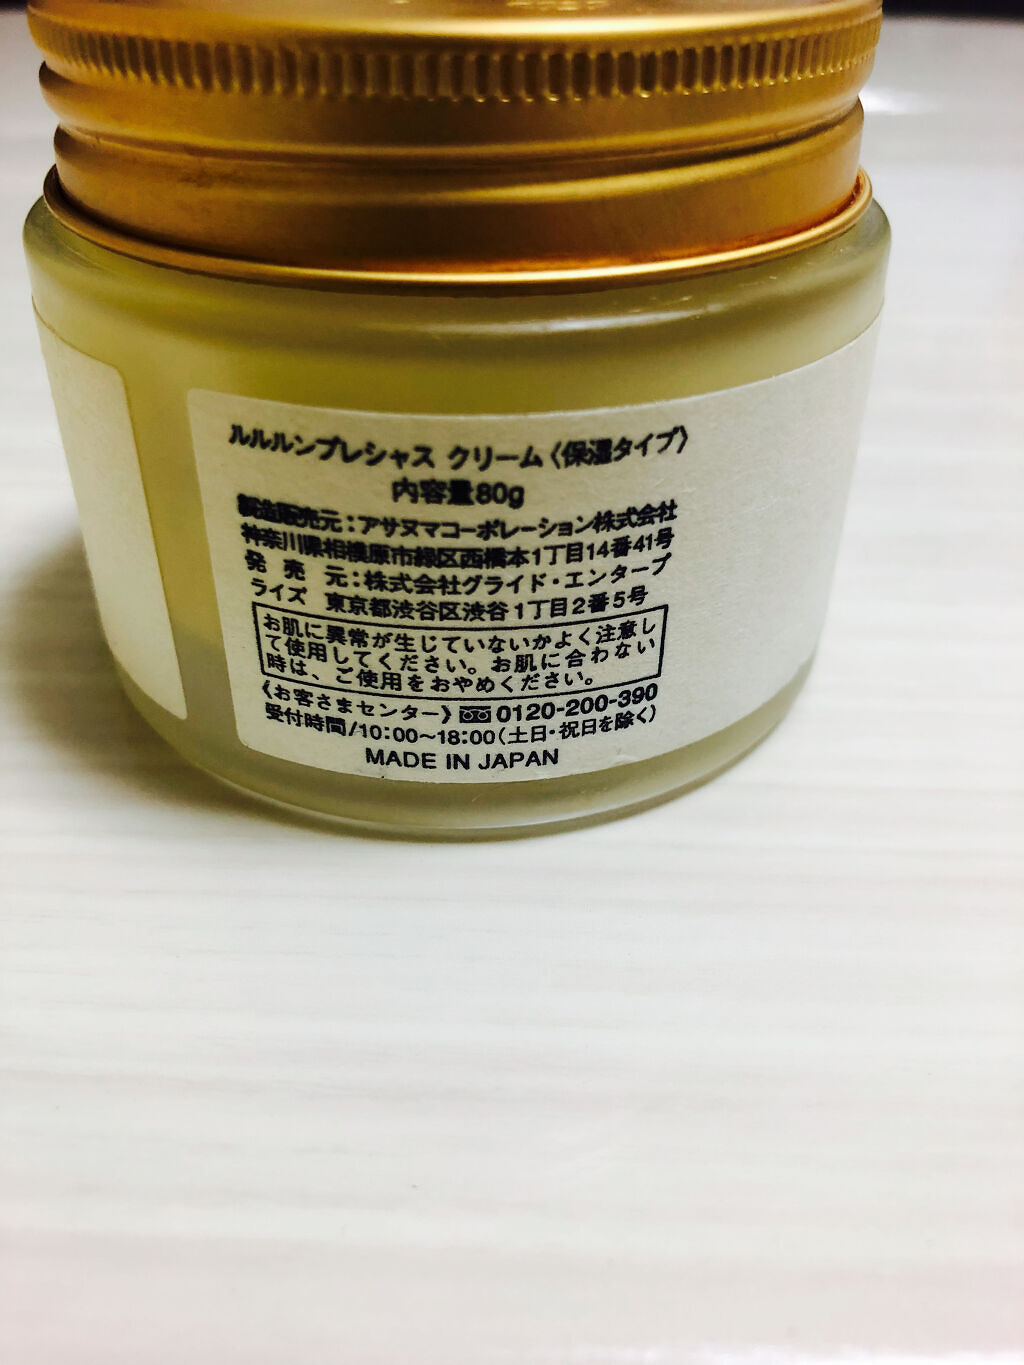 ルルルンプレシャス クリーム〈保湿タイプ〉
内容量80g
製造販売元：アサヌマコーポレーション株式会社
神奈川県相模原市緑区西橋本1丁目14番41号
発売元：株式会社グライド・エンタープ
ライズ 東京都渋谷区渋谷1丁目2番5号
お肌に異常が生じていないかよく注意し
て使用してください。お肌に合わない
時は、ご使用をおやめください。
《お客さまセンター》0120-200-390
受付時間/10:00〜18:00（土日・祝日を除く）
MADE IN JAPAN